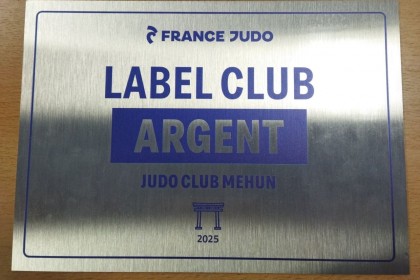 FRANCE JUDO
LABEL CLUB
ARGENT
JUDO CLUB MEHUN
2025